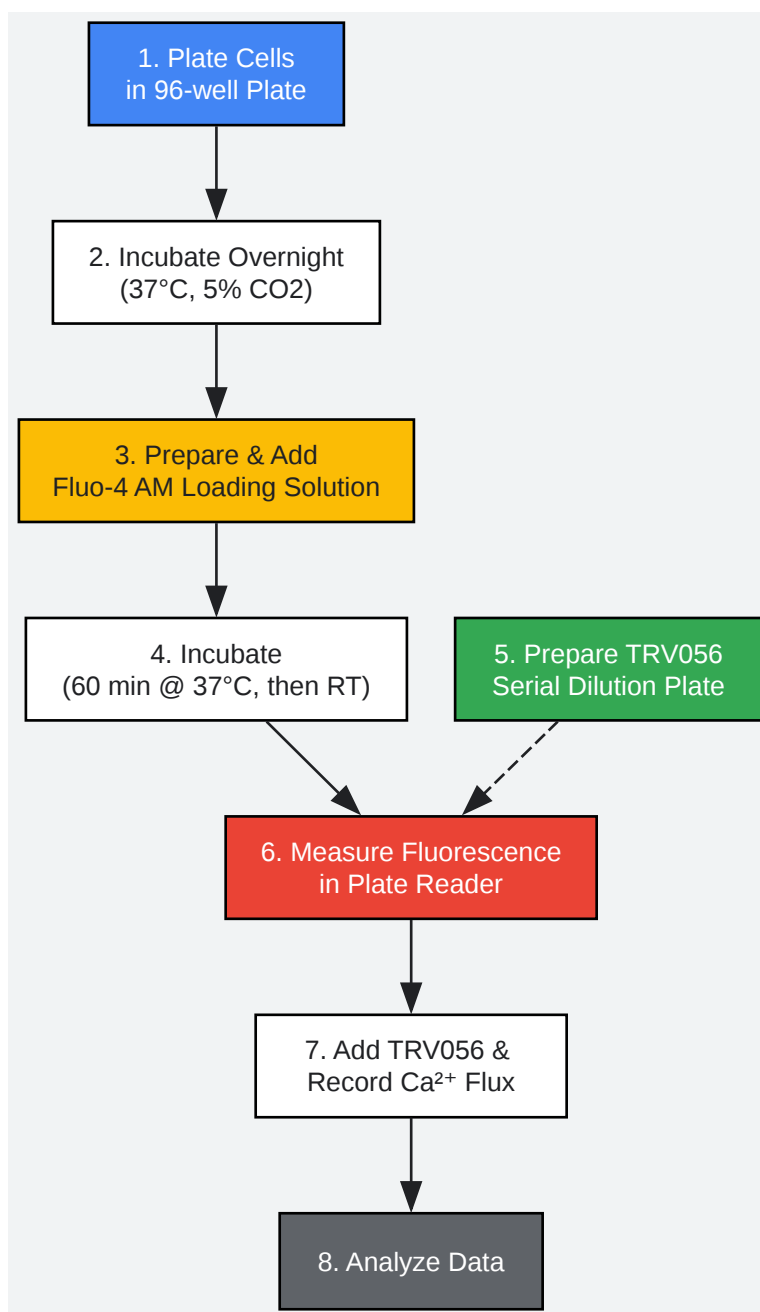 1. Plate Cells
in 96-well Plate
2. Incubate Overnight
(37°C, 5% CO2)
3. Prepare & Add
Fluo-4 AM Loading Solution
4. Incubate
(60 min @ 37°C, then RT)
5. Prepare TRV056
Serial Dilution Plate
6. Measure Fluorescence
in Plate Reader
7. Add TRV056 &
Record Ca²⁺ Flux
8. Analyze Data